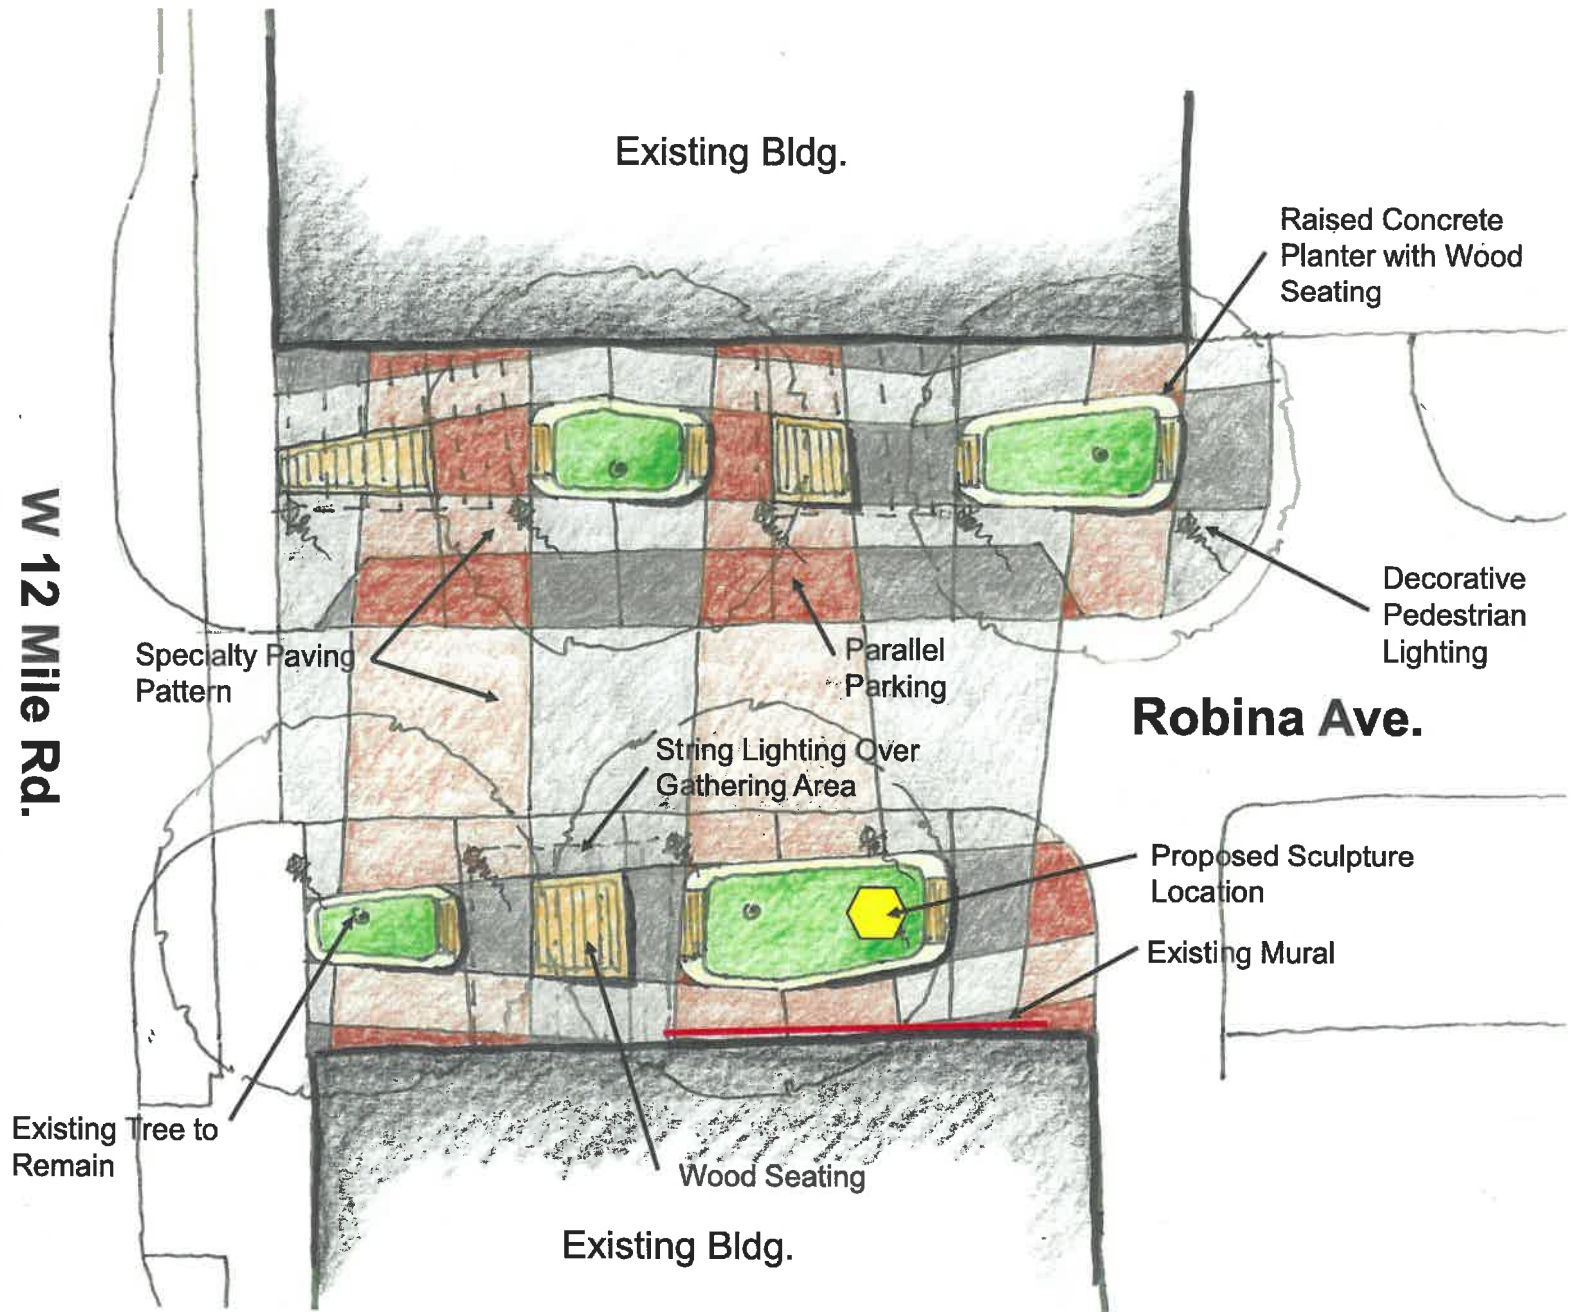 Existing Bldg.
Raised Concrete
Planter with Wood
Seating
W 12 Mile Rd.
Decorative
Pedestrian
Lighting
Specialty Paving
Pattern
Parallel
Parking
Robina Ave.
String Lighting Over
Gathering Area
Proposed Sculpture
Location
Existing Mural
Existing Tree to
Remain
Wood Seating
Existing Bldg.